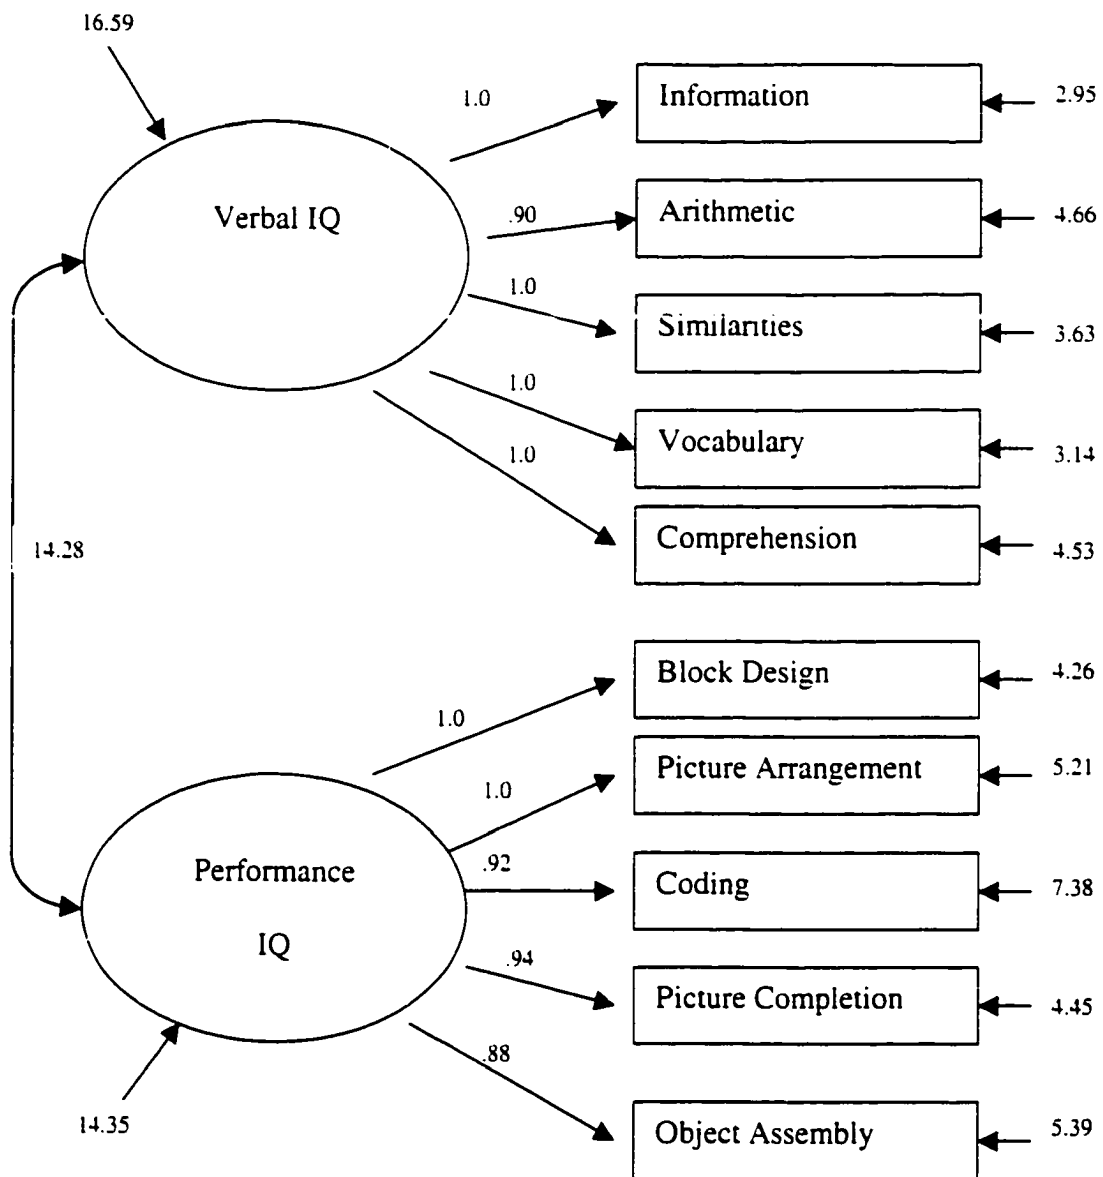 16.59
Verbal IQ
1.0
Information
2.95
.90
Arithmetic
4.66
1.0
Similarities
3.63
1.0
Vocabulary
3.14
1.0
Comprehension
4.53
14.28
1.0
Block Design
4.26
1.0
Picture Arrangement
5.21
Performance
IQ
.92
Coding
7.38
.94
Picture Completion
4.45
.88
Object Assembly
5.39
14.35